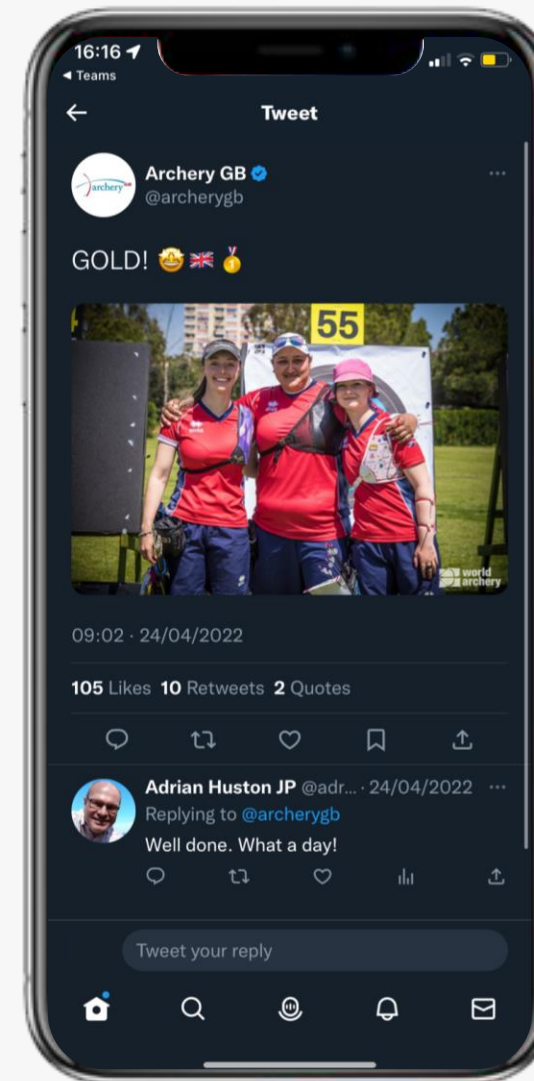 16:16
◀ Teams
Tweet
archery GB
Archery GB
@archerygb
GOLD! 🤩🇬🇧🥇
55
world
archery
09:02 · 24/04/2022
105 Likes 10 Retweets 2 Quotes
Adrian Huston JP @adr... · 24/04/2022
Replying to @archerygb
Well done. What a day!
Tweet your reply